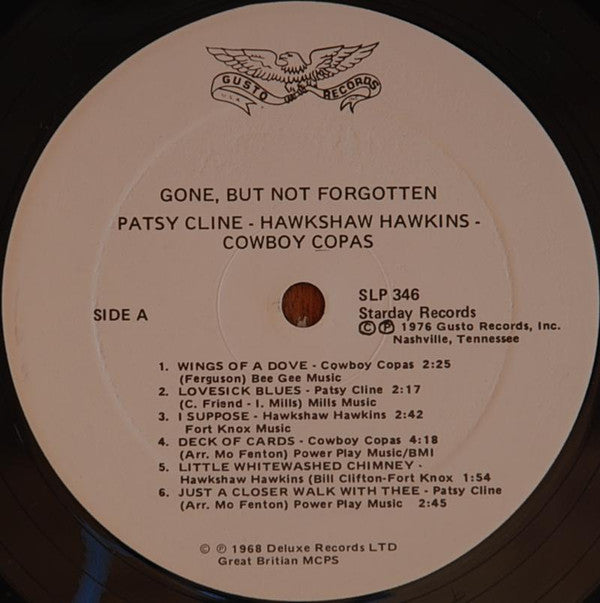 GUSTO RECORDS
U.S.A.
GONE, BUT NOT FORGOTTEN
PATSY CLINE - HAWKSHAW HAWKINS -
COWBOY COPAS
SIDE A
SLP 346
Starday Records
© ℗ 1976 Gusto Records, Inc.
Nashville, Tennessee
1. WINGS OF A DOVE - Cowboy Copas 2:25
(Ferguson) Bee Gee Music
2. LOVESICK BLUES - Patsy Cline 2:17
(C. Friend - I. Mills) Mills Music
3. I SUPPOSE - Hawkshaw Hawkins 2:42
Fort Knox Music
4. DECK OF CARDS - Cowboy Copas 4:18
(Arr. Mo Fenton) Power Play Music/BMI
5. LITTLE WHITEWASHED CHIMNEY -
Hawkshaw Hawkins (Bill Clifton-Fort Knox 1:54
6. JUST A CLOSER WALK WITH THEE - Patsy Cline
(Arr. Mo Fenton) Power Play Music 2:45
© ℗ 1968 Deluxe Records LTD
Great Britian MCPS